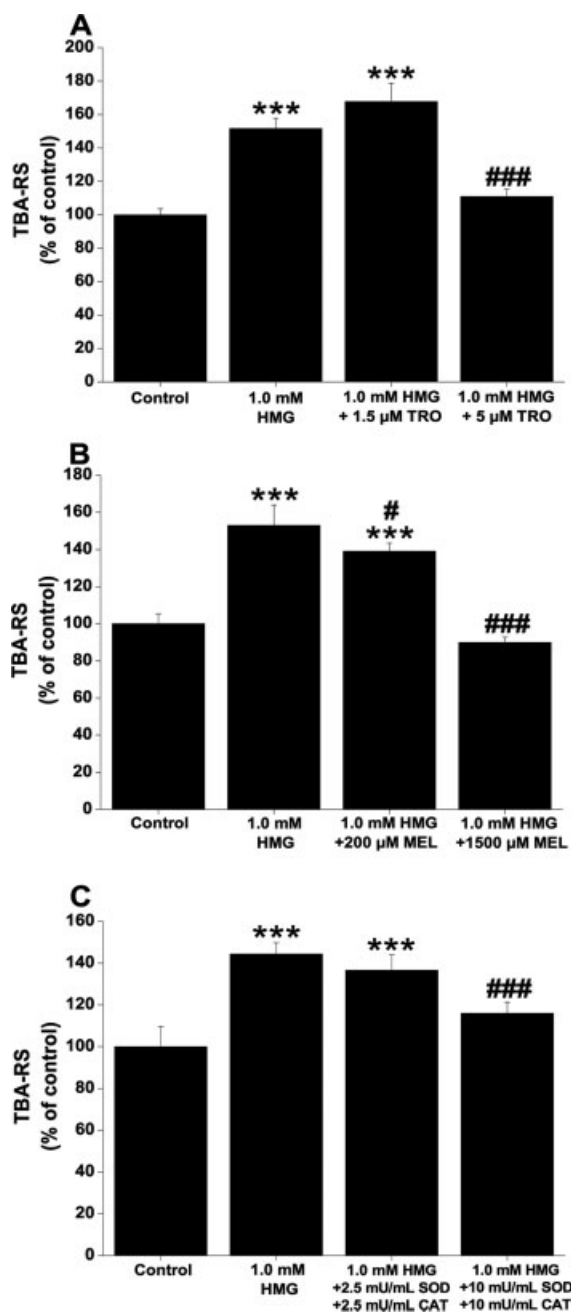 A
TBA-RS
(% of control)
200
180
160
140
120
100
80
60
40
20
0
***
***
###
Control
1.0 mM
HMG
1.0 mM HMG
+ 1.5 µM TRO
1.0 mM HMG
+ 5 µM TRO
B
TBA-RS
(% of control)
180
160
140
120
100
80
60
40
20
0
***
#
***
###
Control
1.0 mM
HMG
1.0 mM HMG
+200 µM MEL
1.0 mM HMG
+1500 µM MEL
C
TBA-RS
(% of control)
160
140
120
100
80
60
40
20
0
***
***
###
Control
1.0 mM
HMG
1.0 mM HMG
+2.5 mU/mL SOD
+2.5 mU/mL CAT
1.0 mM HMG
+10 mU/mL SOD
+10 mU/mL CAT